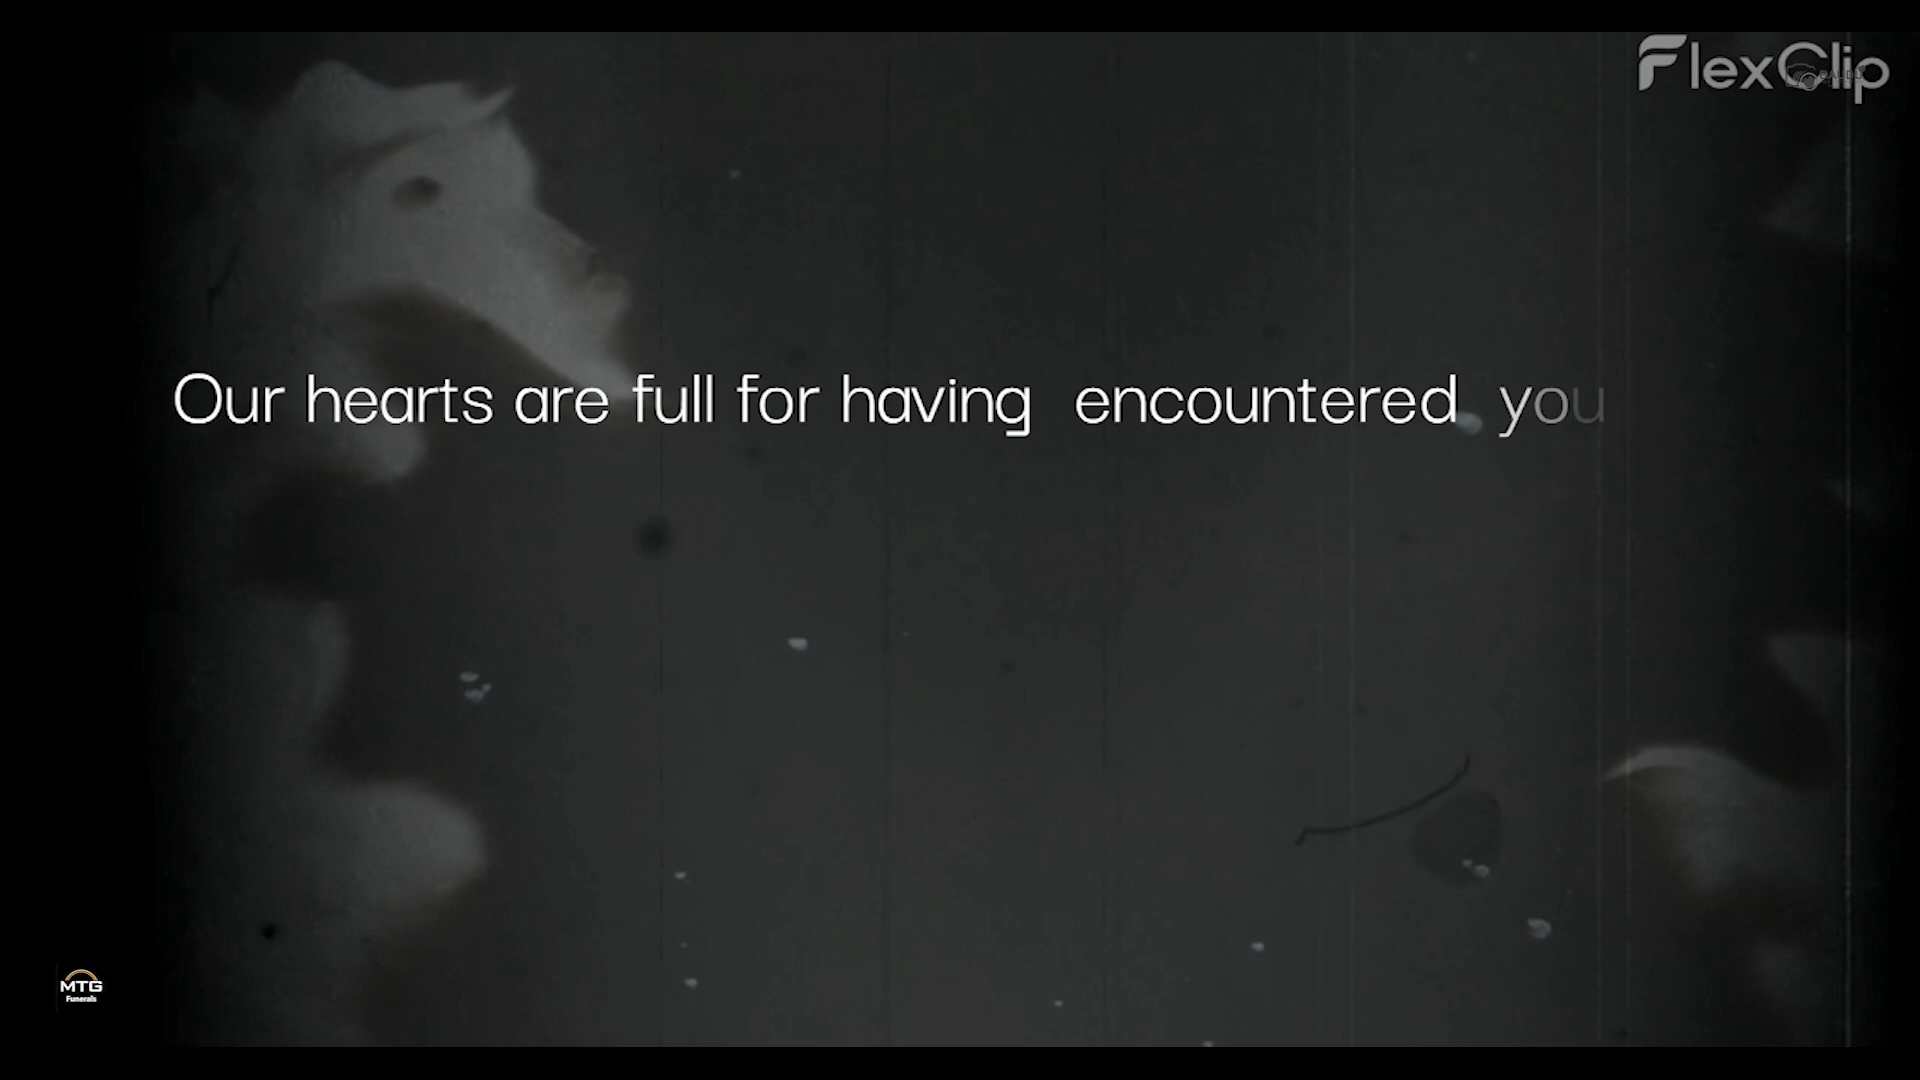 FlexClip
Our hearts are full for having encountered you
MTG
Funerals